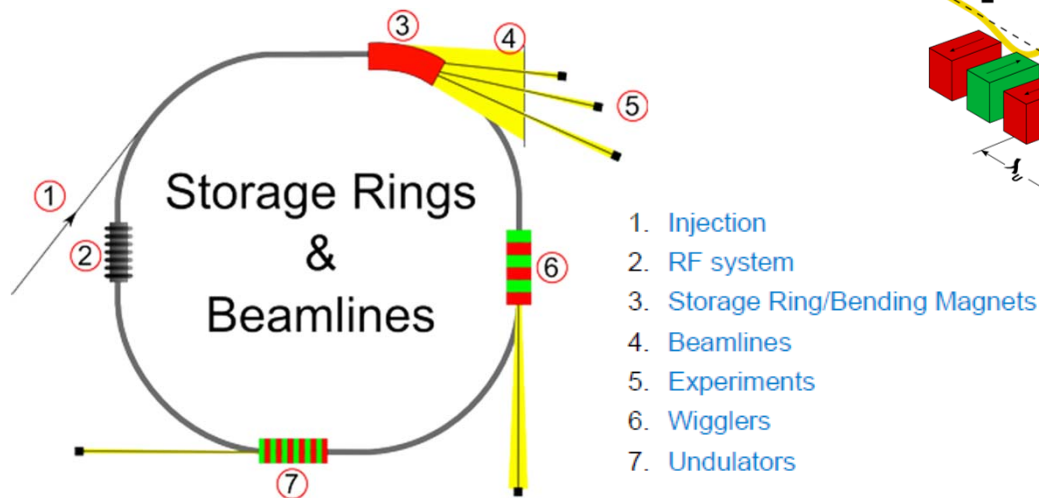 3
4
5
1
Storage Rings
&
Beamlines
2
6
7
1. Injection
2. RF system
3. Storage Ring/Bending Magnets
4. Beamlines
5. Experiments
6. Wigglers
7. Undulators